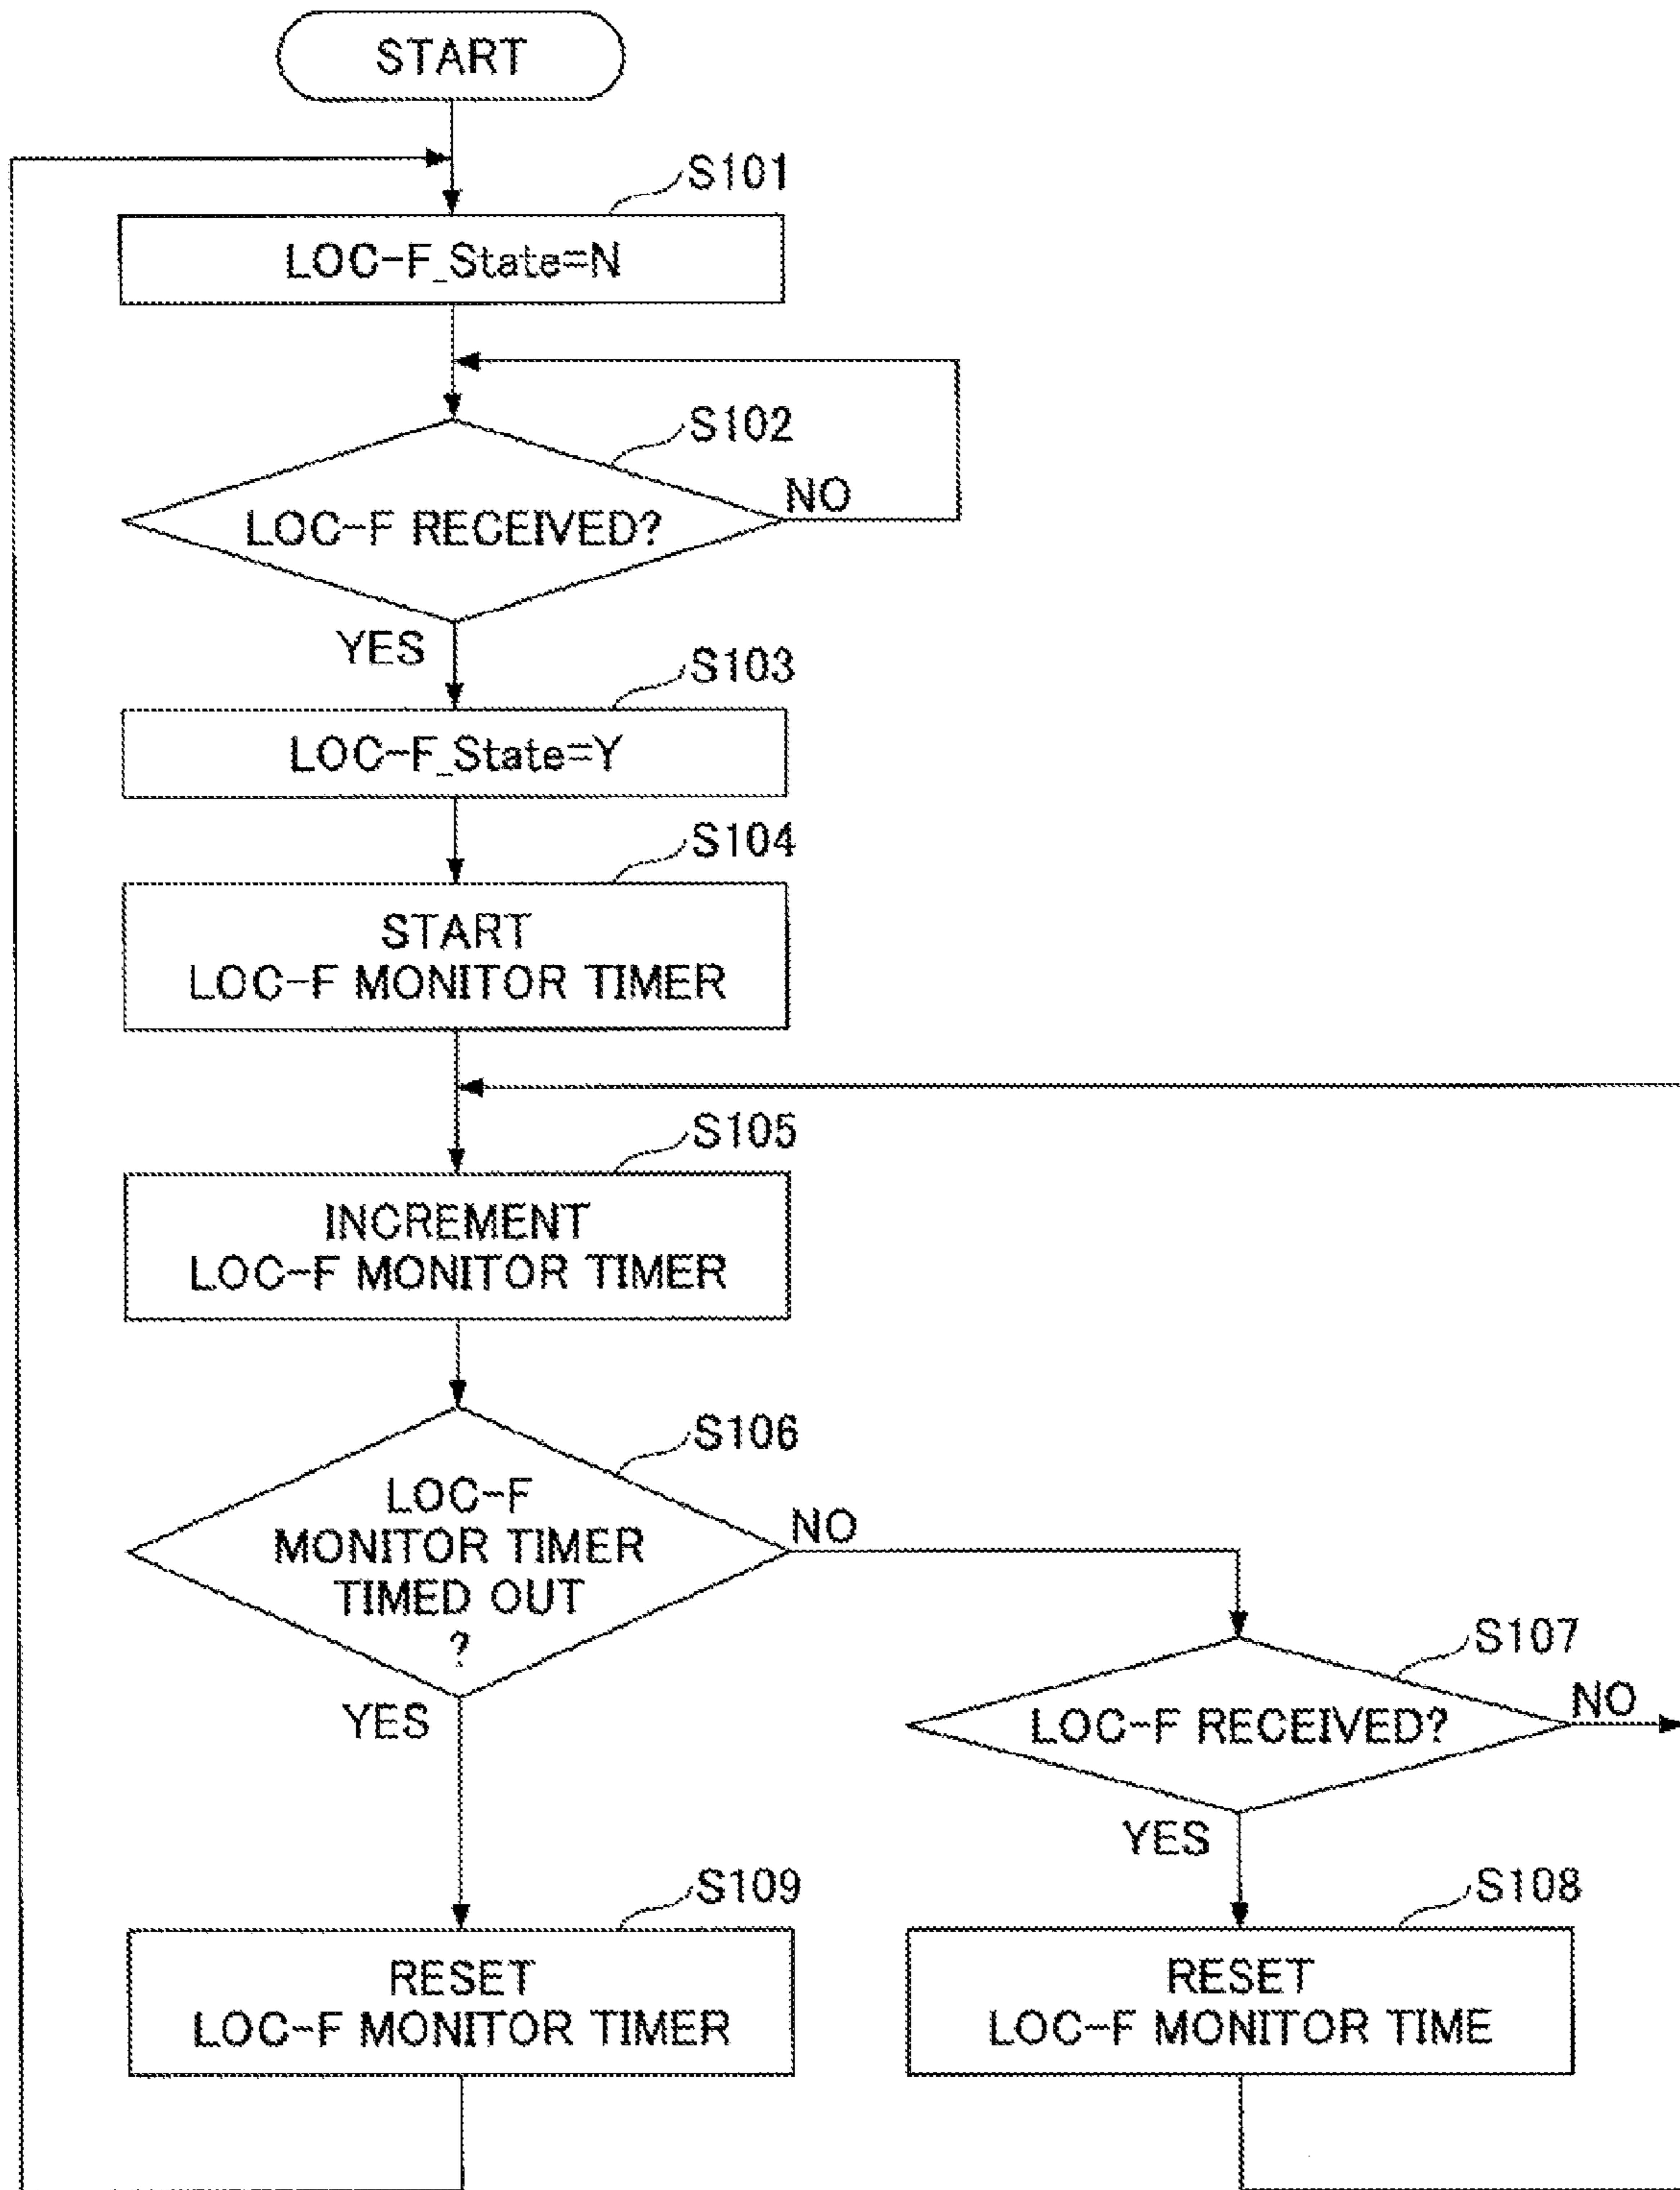 START
S101
LOC-F_State=N
S102
LOC-F RECEIVED?
NO
YES
S103
LOC-F_State=Y
S104
START
LOC-F MONITOR TIMER
S105
INCREMENT
LOC-F MONITOR TIMER
S106
LOC-F
MONITOR TIMER
TIMED OUT
?
NO
YES
S107
LOC-F RECEIVED?
NO
YES
S109
RESET
LOC-F MONITOR TIMER
S108
RESET
LOC-F MONITOR TIME